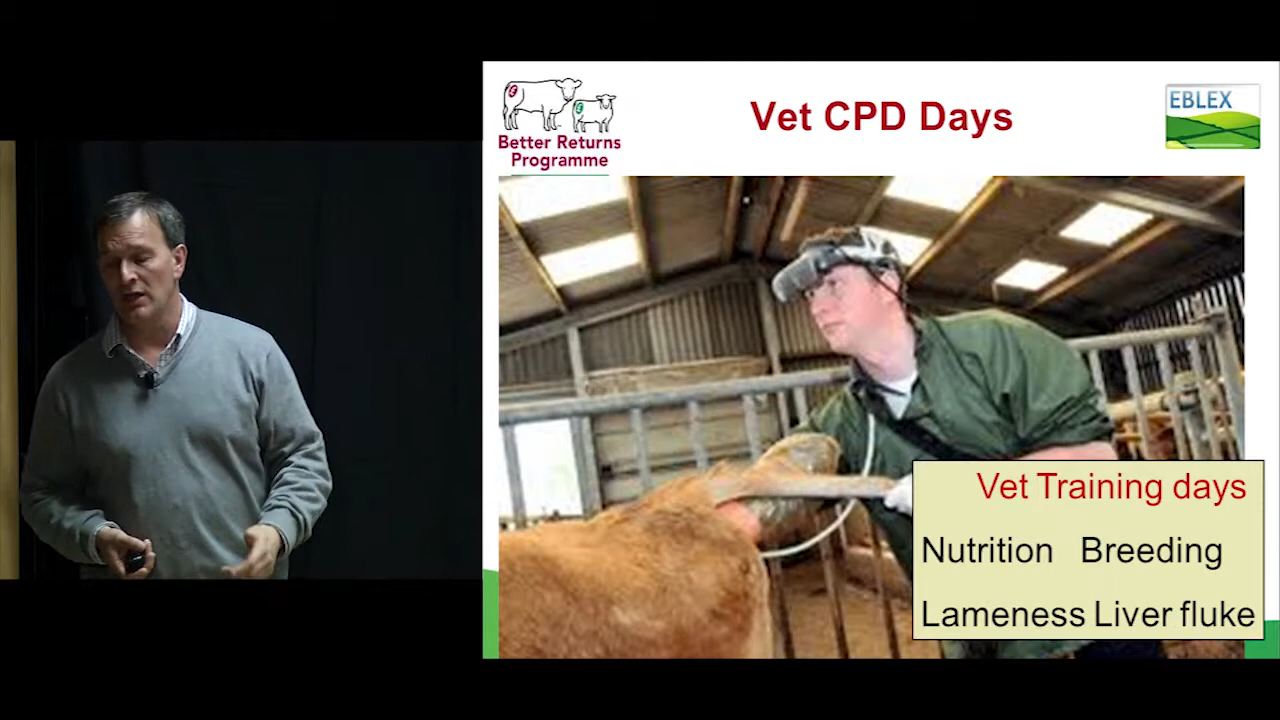 Better Returns
Programme
Vet CPD Days
EBLEX
Vet Training days
Nutrition Breeding
Lameness Liver fluke